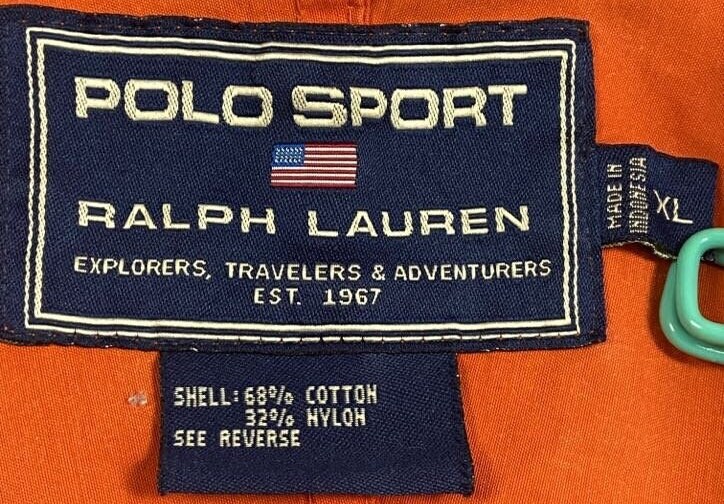 POLO SPORT
RALPH LAUREN
EXPLORERS, TRAVELERS & ADVENTURERS
EST. 1967
MADE IN
INDONESIA
XL
SHELL: 68% COTTON
32% NYLON
SEE REVERSE